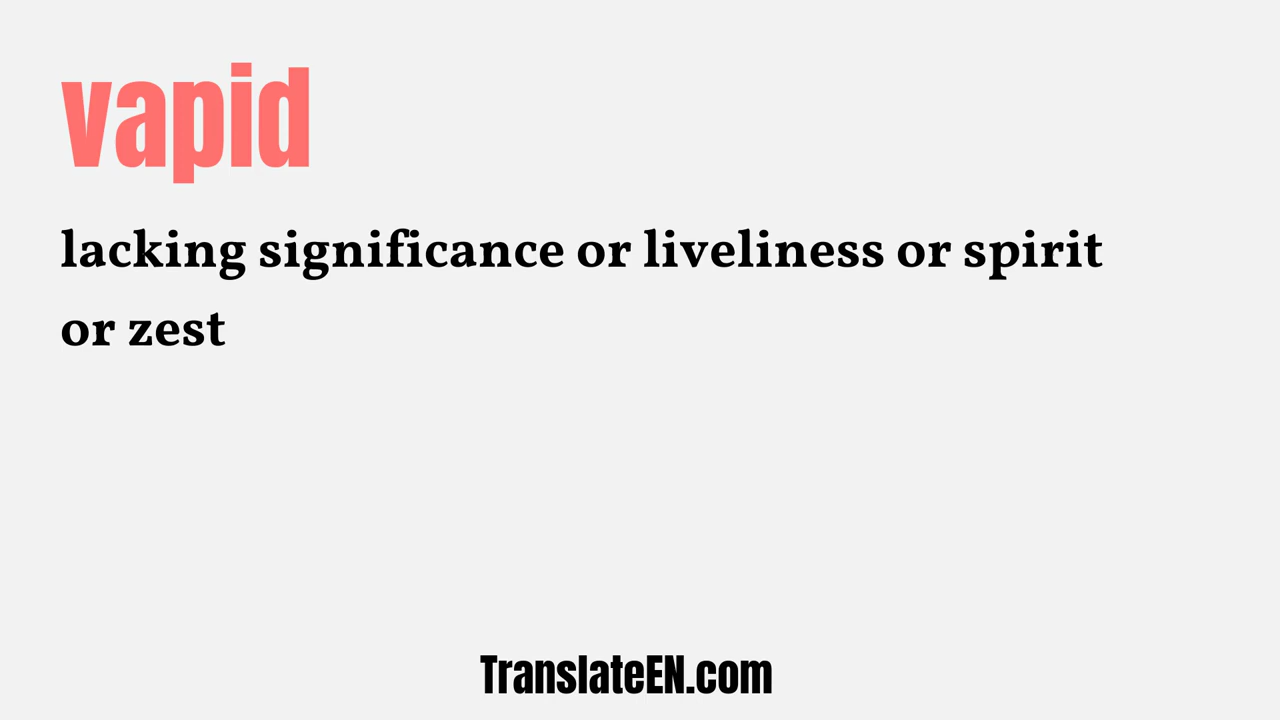 vapid
lacking significance or liveliness or spirit
or zest
TranslateEN.com